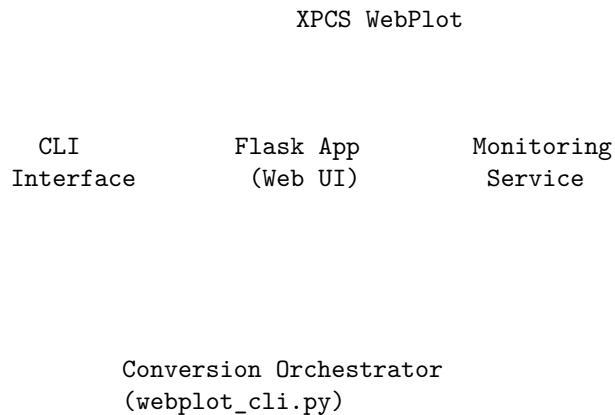 XPCS WebPlot
CLI Flask App Monitoring
Interface (Web UI) Service
Conversion Orchestrator
(webplot_cli.py)